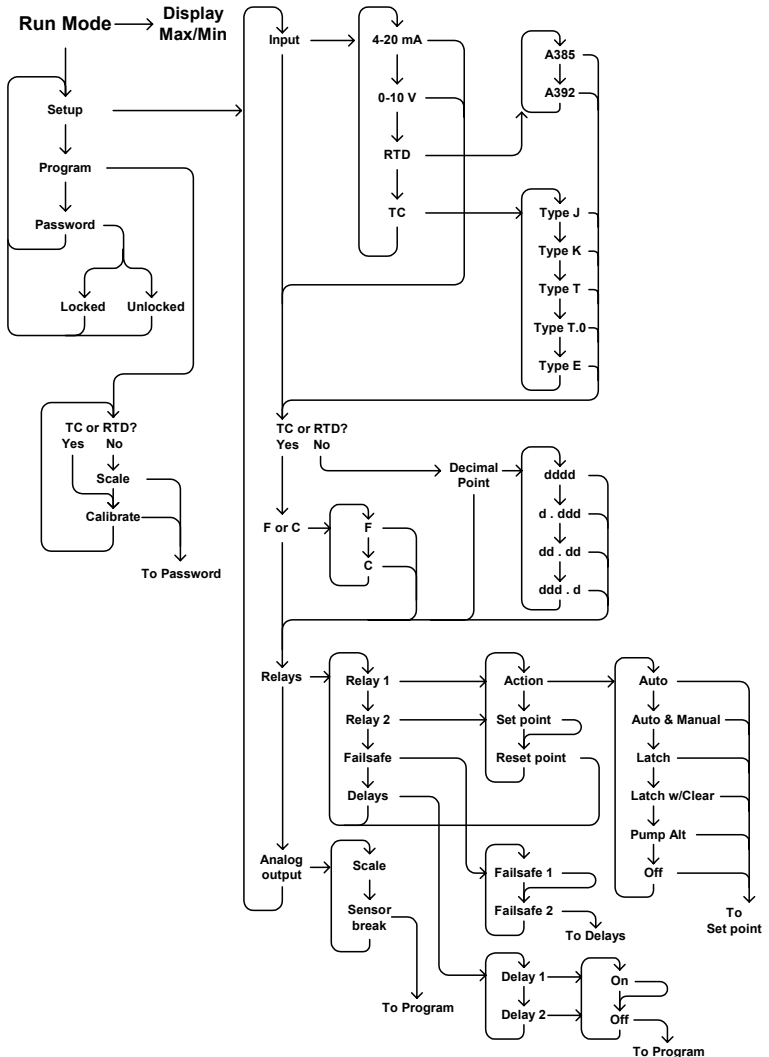 Run Mode
Display
Max/Min
Setup
Program
Password
Locked
Unlocked
TC or RTD?
Yes No
Scale
Calibrate
To Password
Input
4-20 mA
0-10 V
RTD
TC
A385
A392
Type J
Type K
Type T
Type T.0
Type E
TC or RTD?
Yes No
Decimal
Point
dddd
d . ddd
dd . dd
ddd . d
F or C
F
C
Relays
Relay 1
Relay 2
Failsafe
Delays
Action
Set point
Reset point
Auto
Auto & Manual
Latch
Latch w/Clear
Pump Alt
Off
To
Set point
Analog
output
Scale
Sensor
break
To Program
Failsafe 1
Failsafe 2
To Delays
Delay 1
Delay 2
On
Off
To Program